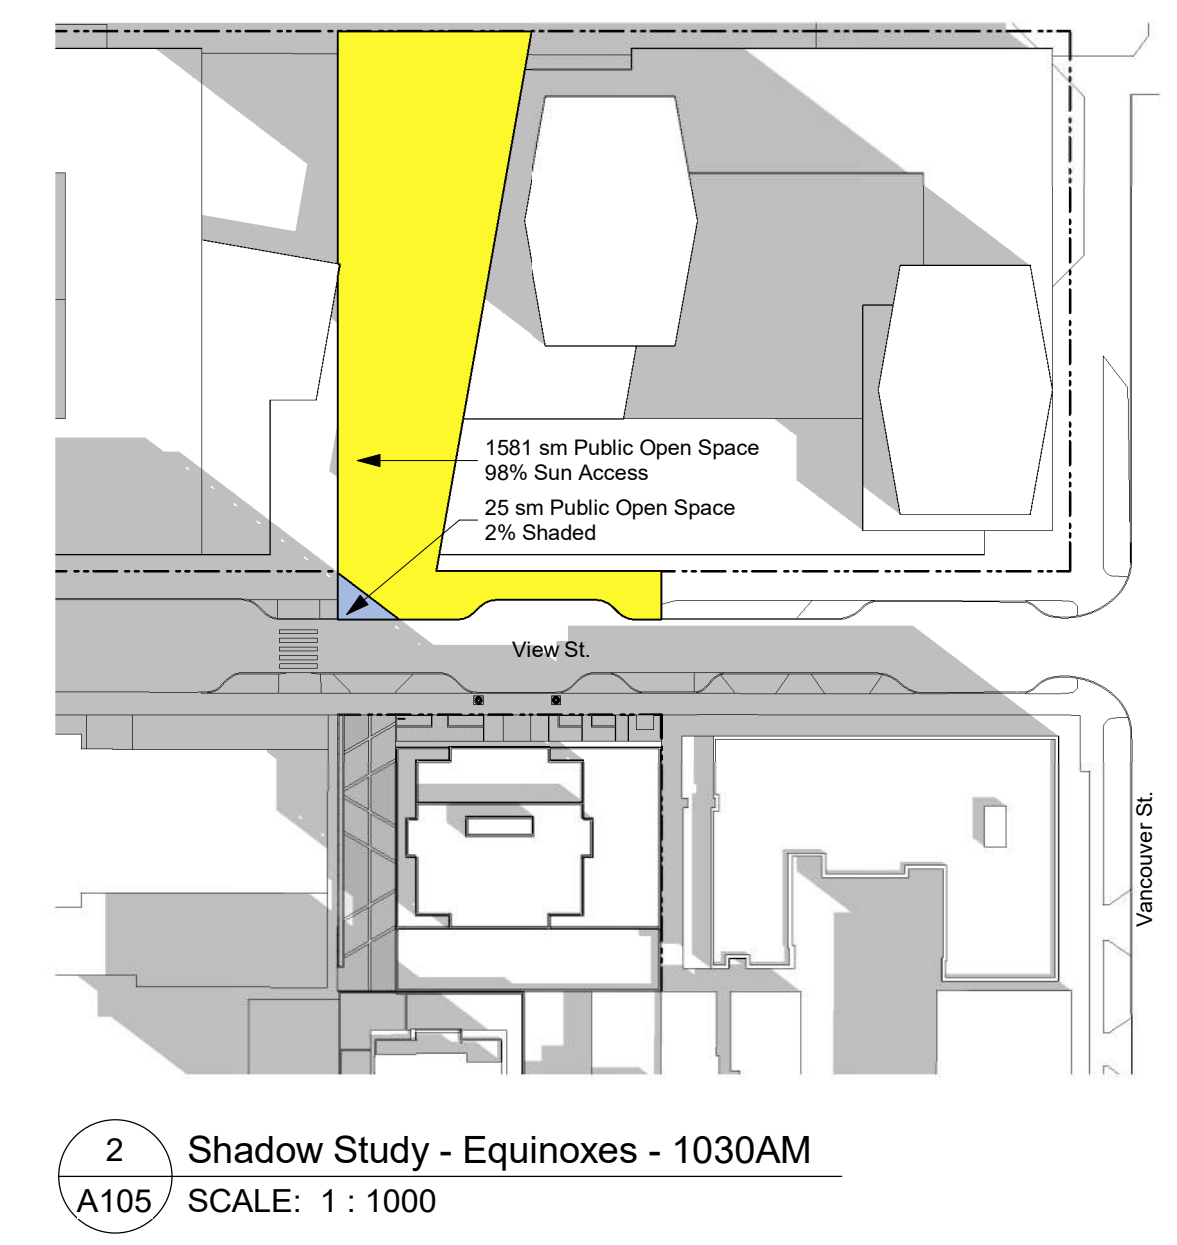 1581 sm Public Open Space
98% Sun Access
25 sm Public Open Space
2% Shaded
View St.
Vancouver St.
2
A105
Shadow Study - Equinoxes - 1030AM
SCALE: 1 : 1000